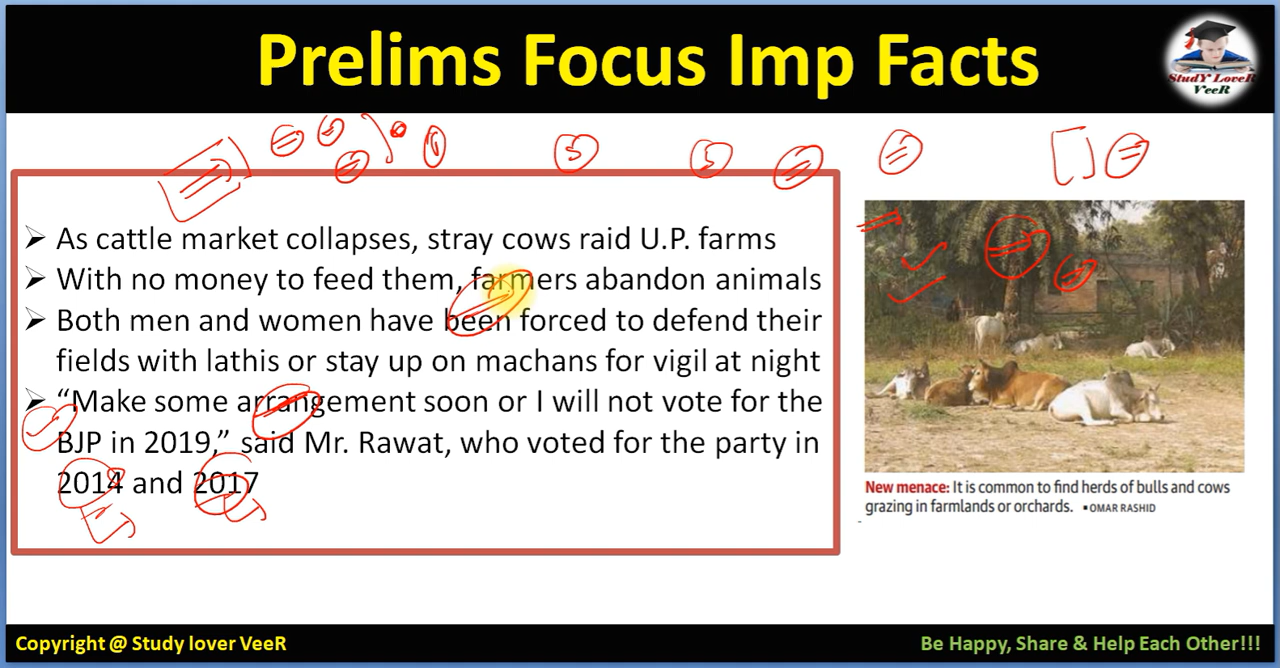 Prelims Focus Imp Facts
StudY LoveR
VeeR
➢ As cattle market collapses, stray cows raid U.P. farms
➢ With no money to feed them, farmers abandon animals
➢ Both men and women have been forced to defend their
fields with lathis or stay up on machans for vigil at night
➢ “Make some arrangement soon or I will not vote for the
BJP in 2019,” said Mr. Rawat, who voted for the party in
2014 and 2017
New menace: It is common to find herds of bulls and cows
grazing in farmlands or orchards. ▪OMAR RASHID
Copyright @ Study lover VeeR
Be Happy, Share & Help Each Other!!!